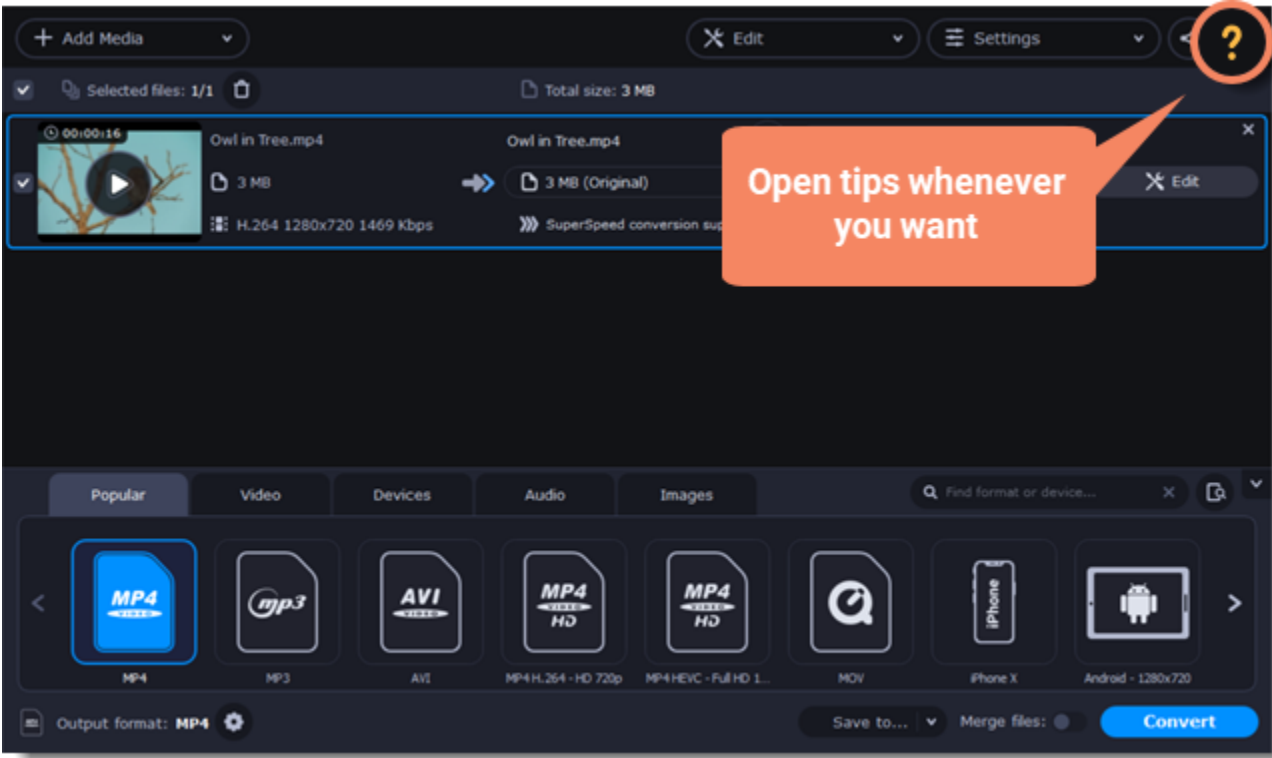 Add Media
Edit
Settings
?
Selected files: 1/1
Total size: 3 MB
00:00:16
Owl in Tree.mp4
Owl in Tree.mp4
3 MB
3 MB (Original)
Edit
H.264 1280x720 1469 Kbps
SuperSpeed conversion
Open tips whenever
you want
Popular
Video
Devices
Audio
Images
Find format or device...
MP4
VIDEO
mp3
AVI
VIDEO
MP4
VIDEO
HD
MP4
VIDEO
HD
iPhone
MP4
MP3
AVI
MP4 H.264 - HD 720p
MP4 HEVC - Full HD 1...
MOV
iPhone X
Android - 1280x720
Output format: MP4
Save to...
Merge files:
Convert